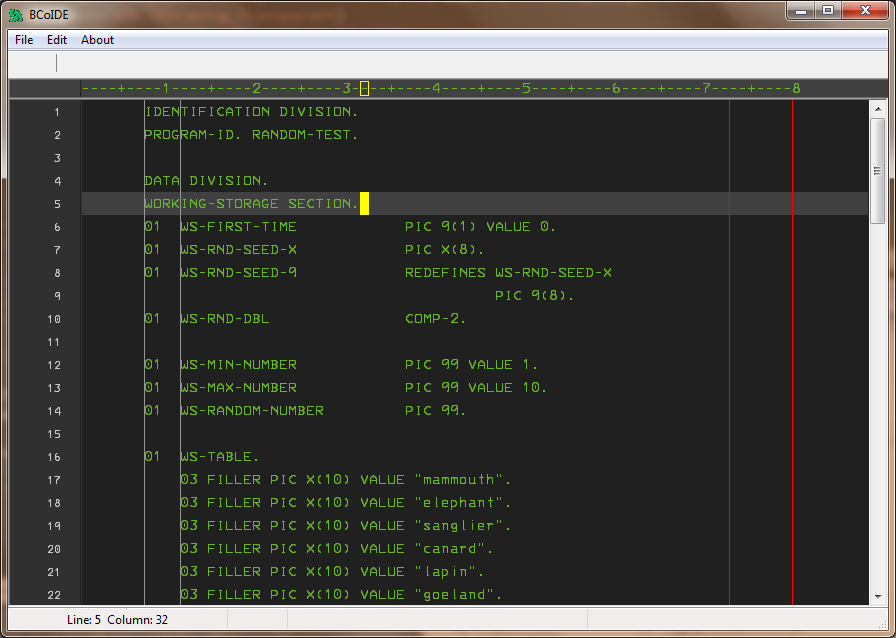 BCoIDE
File Edit About
----+----1----+----2----+----3--+----4----+----5----+----6----+----7----+----8
1 IDENTIFICATION DIVISION.
2 PROGRAM-ID. RANDOM-TEST.
3
4 DATA DIVISION.
5 WORKING-STORAGE SECTION.
6 01 WS-FIRST-TIME PIC 9(1) VALUE 0.
7 01 WS-RND-SEED-X PIC X(8).
8 01 WS-RND-SEED-9 REDEFINES WS-RND-SEED-X
9 PIC 9(8).
10 01 WS-RND-DBL COMP-2.
11
12 01 WS-MIN-NUMBER PIC 99 VALUE 1.
13 01 WS-MAX-NUMBER PIC 99 VALUE 10.
14 01 WS-RANDOM-NUMBER PIC 99.
15
16 01 WS-TABLE.
17 03 FILLER PIC X(10) VALUE "mammouth".
18 03 FILLER PIC X(10) VALUE "elephant".
19 03 FILLER PIC X(10) VALUE "sanglier".
20 03 FILLER PIC X(10) VALUE "canard".
21 03 FILLER PIC X(10) VALUE "lapin".
22 03 FILLER PIC X(10) VALUE "goeland".
Line: 5 Column: 32